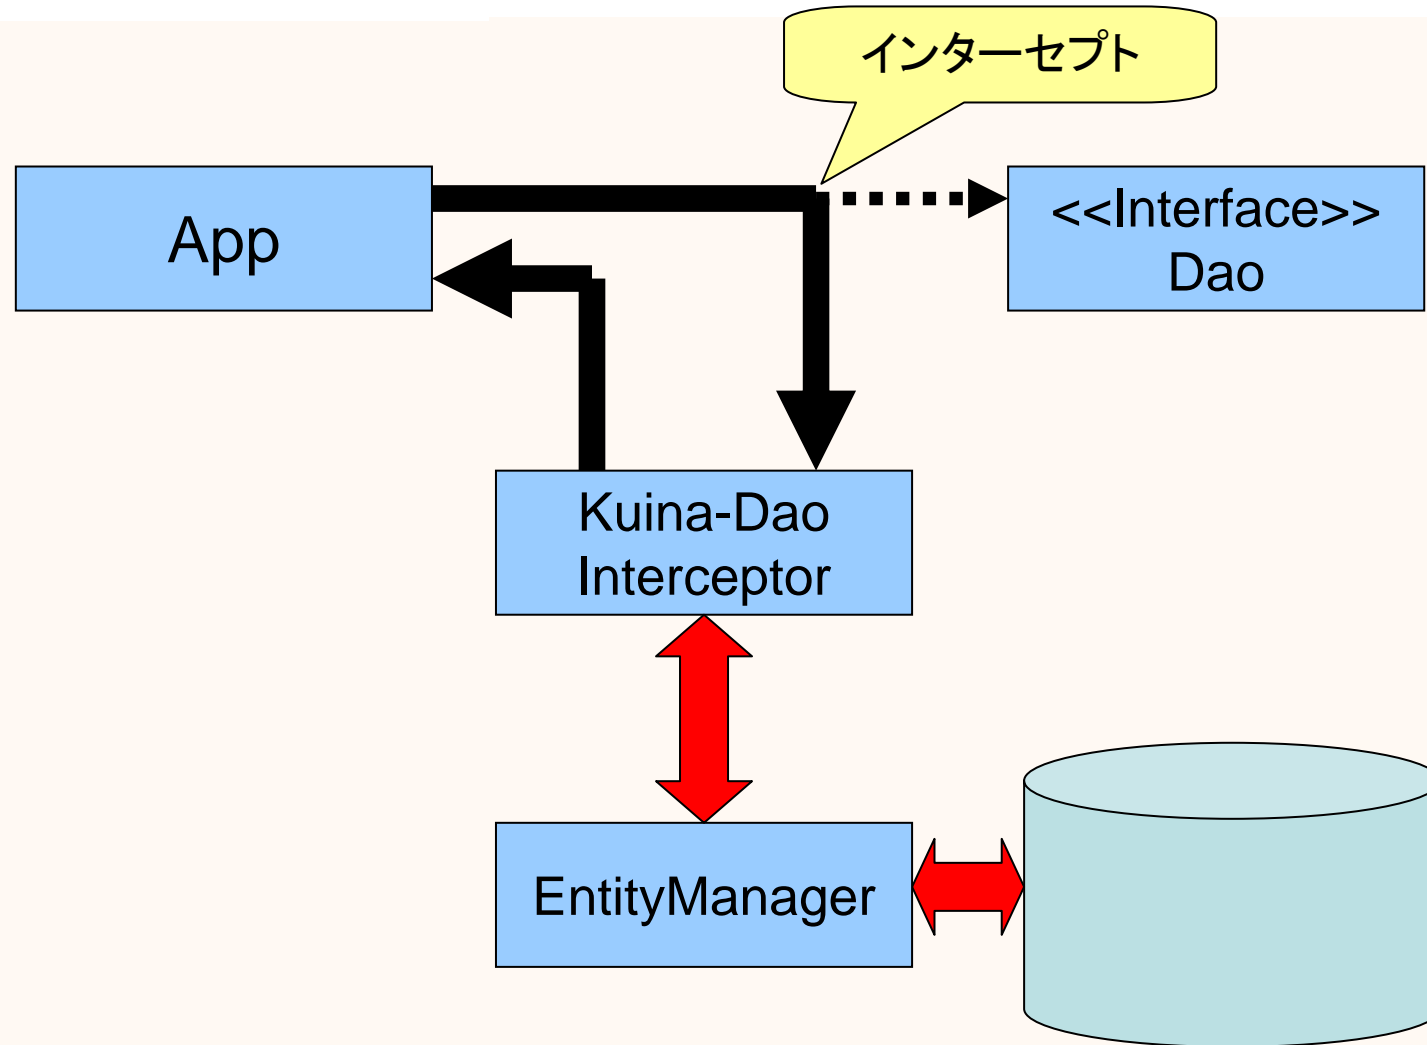 インターセプト
App
<<Interface>>
Dao
Kuina-Dao
Interceptor
EntityManager